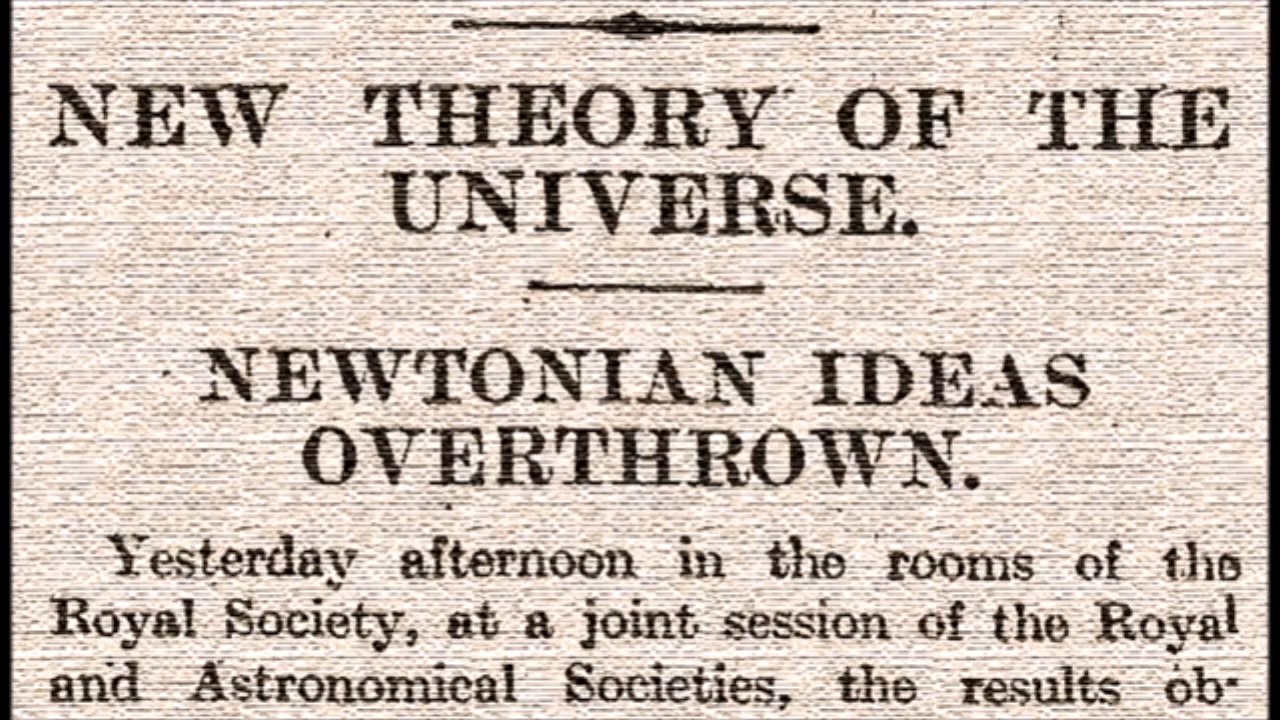 NEW THEORY OF THE
UNIVERSE.
NEWTONIAN IDEAS
OVERTHROWN.
Yesterday afternoon in the rooms of the
Royal Society, at a joint session of the Royal
and Astronomical Societies, the results ob-